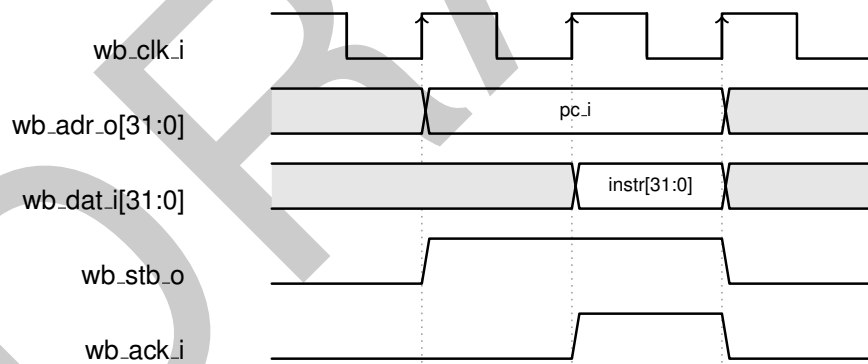 wb_clk_i
wb_adr_o[31:0]
pc_i
wb_dat_i[31:0]
instr[31:0]
wb_stb_o
wb_ack_i